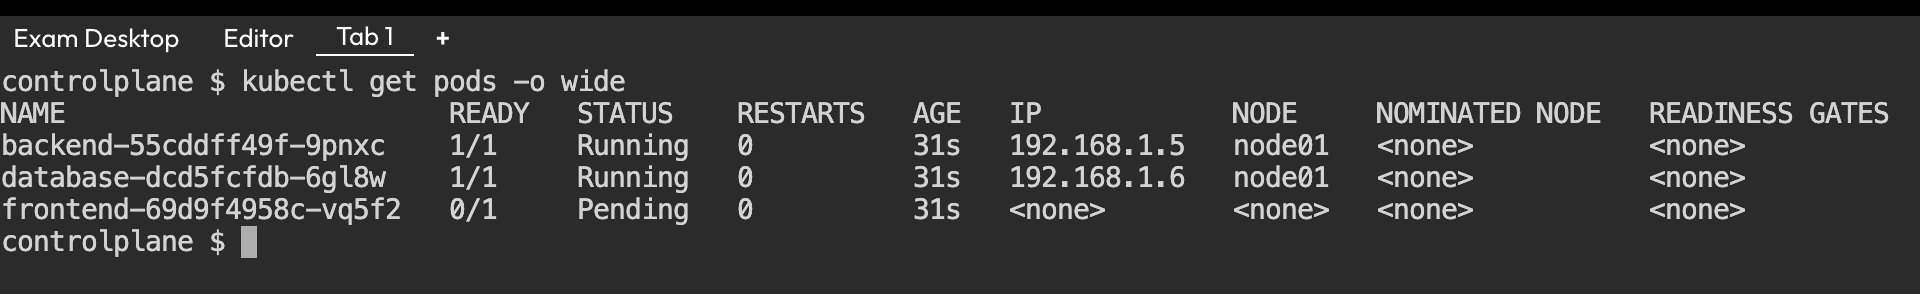 Exam Desktop Editor Tab 1 +
controlplane $ kubectl get pods -o wide
NAME READY STATUS RESTARTS AGE IP NODE NOMINATED NODE READINESS GATES
backend-55cddff49f-9pnxc 1/1 Running 0 31s 192.168.1.5 node01 <none> <none>
database-dcd5fcfdb-6gl8w 1/1 Running 0 31s 192.168.1.6 node01 <none> <none>
frontend-69d9f4958c-vq5f2 0/1 Pending 0 31s <none> <none> <none> <none>
controlplane $